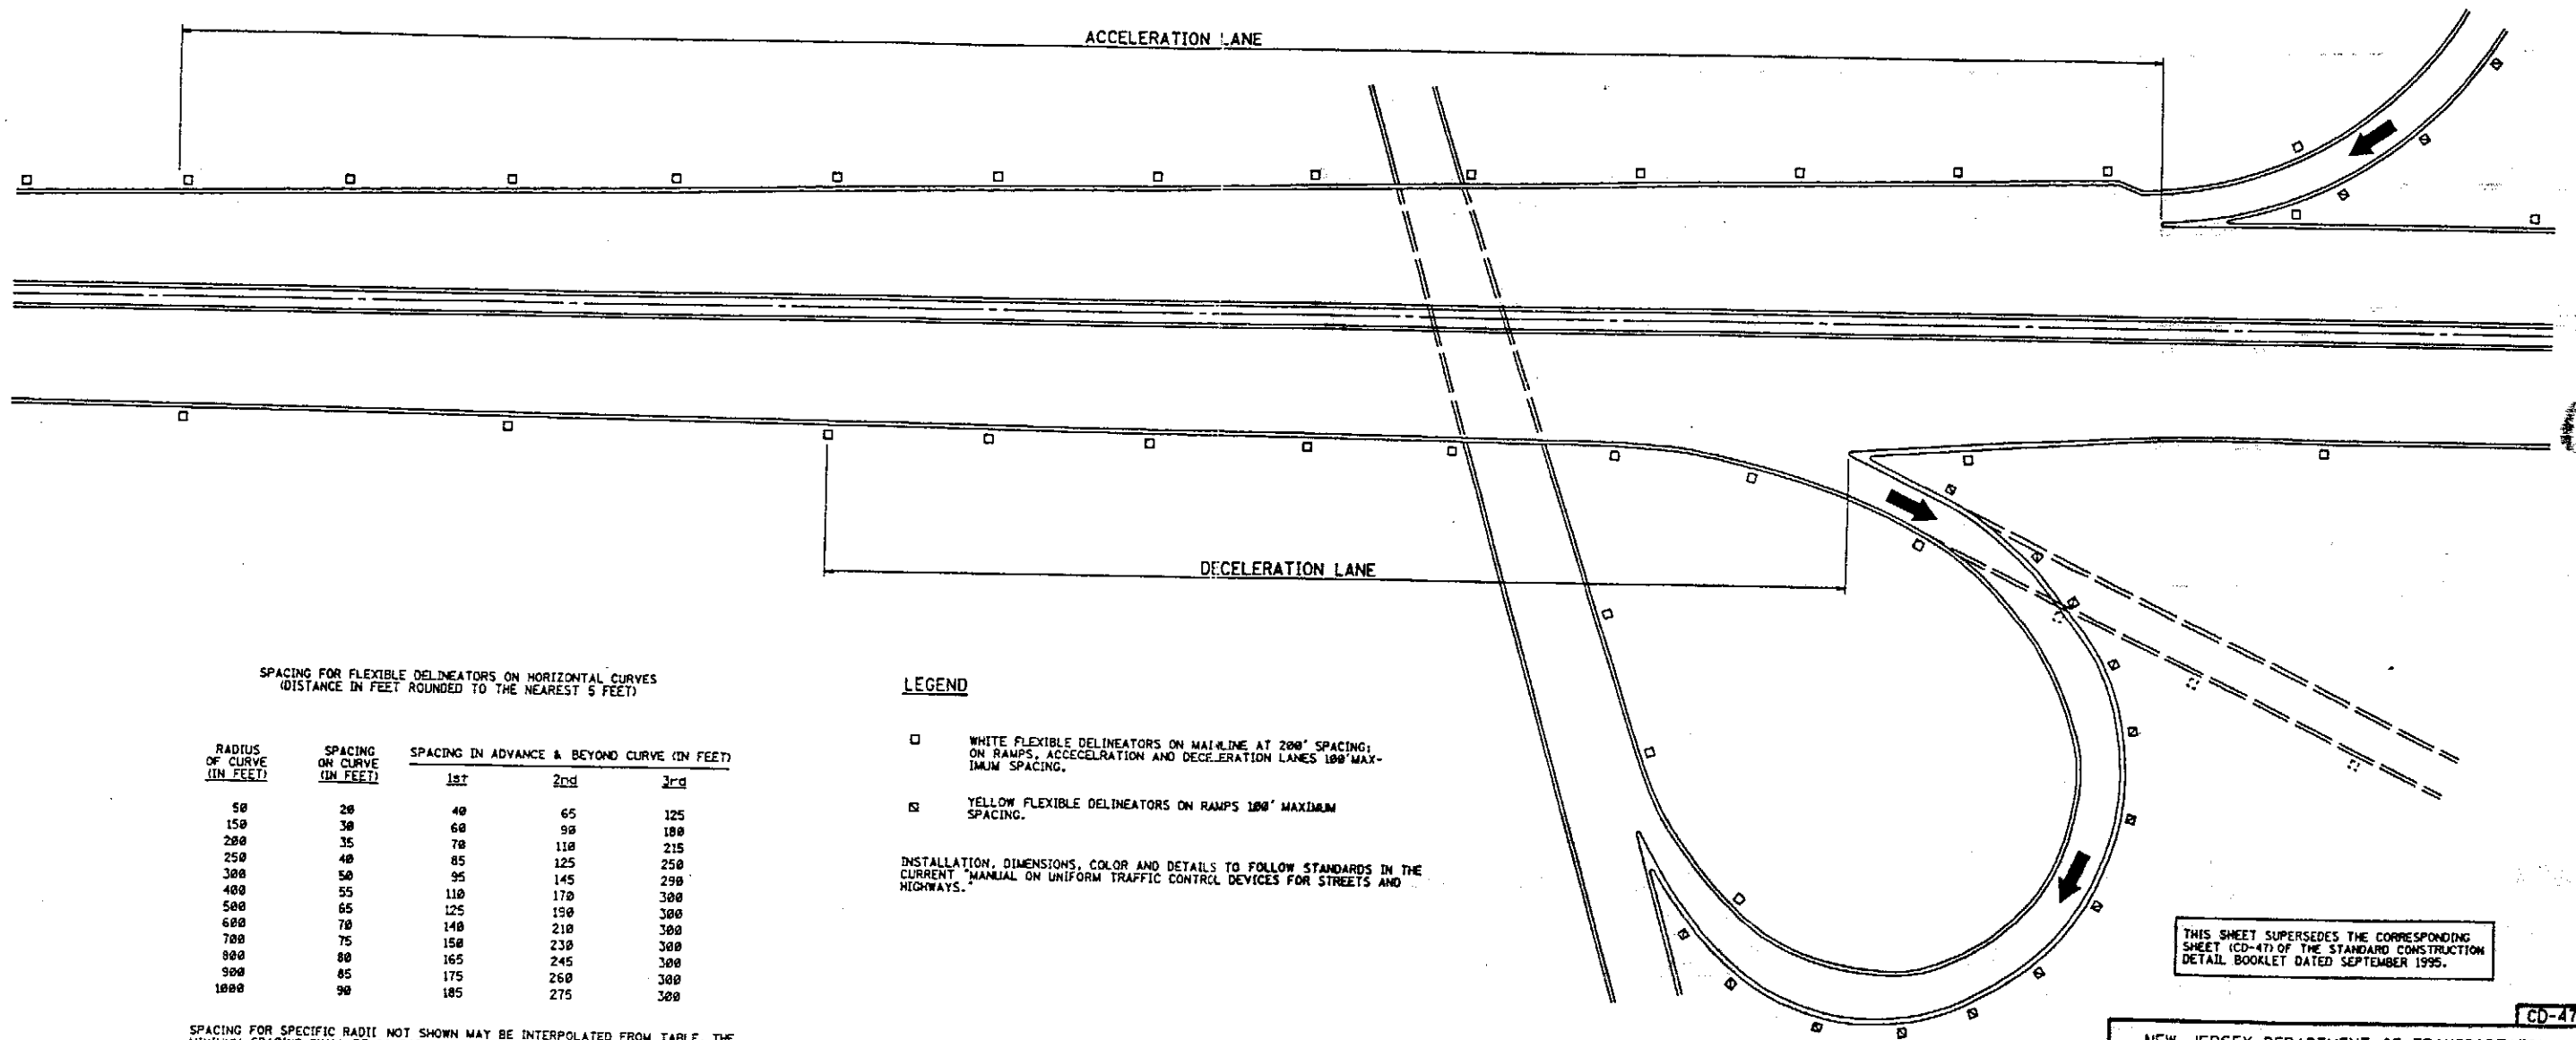 ACCELERATION LANE
DECELERATION LANE
SPACING FOR FLEXIBLE DELINEATORS ON HORIZONTAL CURVES
(DISTANCE IN FEET ROUNDED TO THE NEAREST 5 FEET)
RADIUS OF CURVE (IN FEET) SPACING ON CURVE (IN FEET) SPACING IN ADVANCE & BEYOND CURVE (IN FEET)
1st 2nd 3rd
50 20 40 65 125
150 30 60 90 180
200 35 70 110 215
250 40 85 125 250
300 50 95 145 290
400 55 110 170 300
500 65 125 190 300
600 70 140 210 300
700 75 150 230 300
800 80 165 245 300
900 85 175 260 300
1000 90 185 275 300
SPACING FOR SPECIFIC RADII NOT SHOWN MAY BE INTERPOLATED FROM TABLE. THE
LEGEND
WHITE FLEXIBLE DELINEATORS ON MAINLINE AT 200' SPACING;
ON RAMPS, ACCECELRATION AND DECELERATION LANES 100'MAX-
IMUM SPACING.
YELLOW FLEXIBLE DELINEATORS ON RAMPS 100' MAXIMUM
SPACING.
INSTALLATION, DIMENSIONS, COLOR AND DETAILS TO FOLLOW STANDARDS IN THE
CURRENT "MANUAL ON UNIFORM TRAFFIC CONTROL DEVICES FOR STREETS AND
HIGHWAYS."
THIS SHEET SUPERSEDES THE CORRESPONDING
SHEET (CD-47) OF THE STANDARD CONSTRUCTION
DETAIL BOOKLET DATED SEPTEMBER 1995.
CD-47
NEW JERSEY DEPARTMENT OF